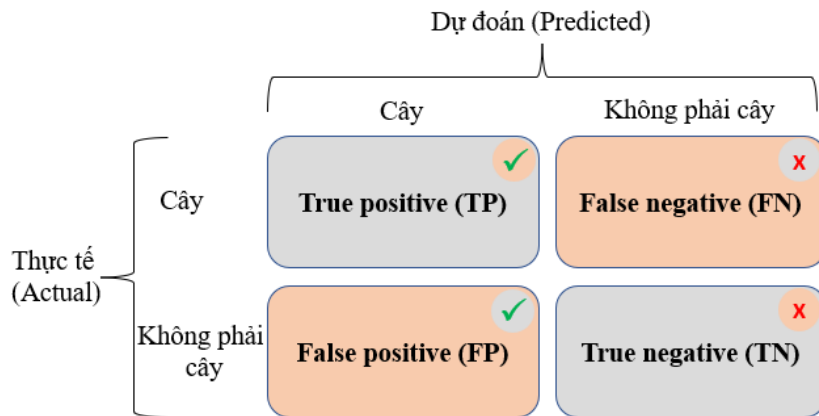 Dự đoán (Predicted)
Cây
Không phải cây
Cây
True positive (TP)
False negative (FN)
X
Thực tế
(Actual)
Không phải
cây
False positive (FP)
True negative (TN)
X